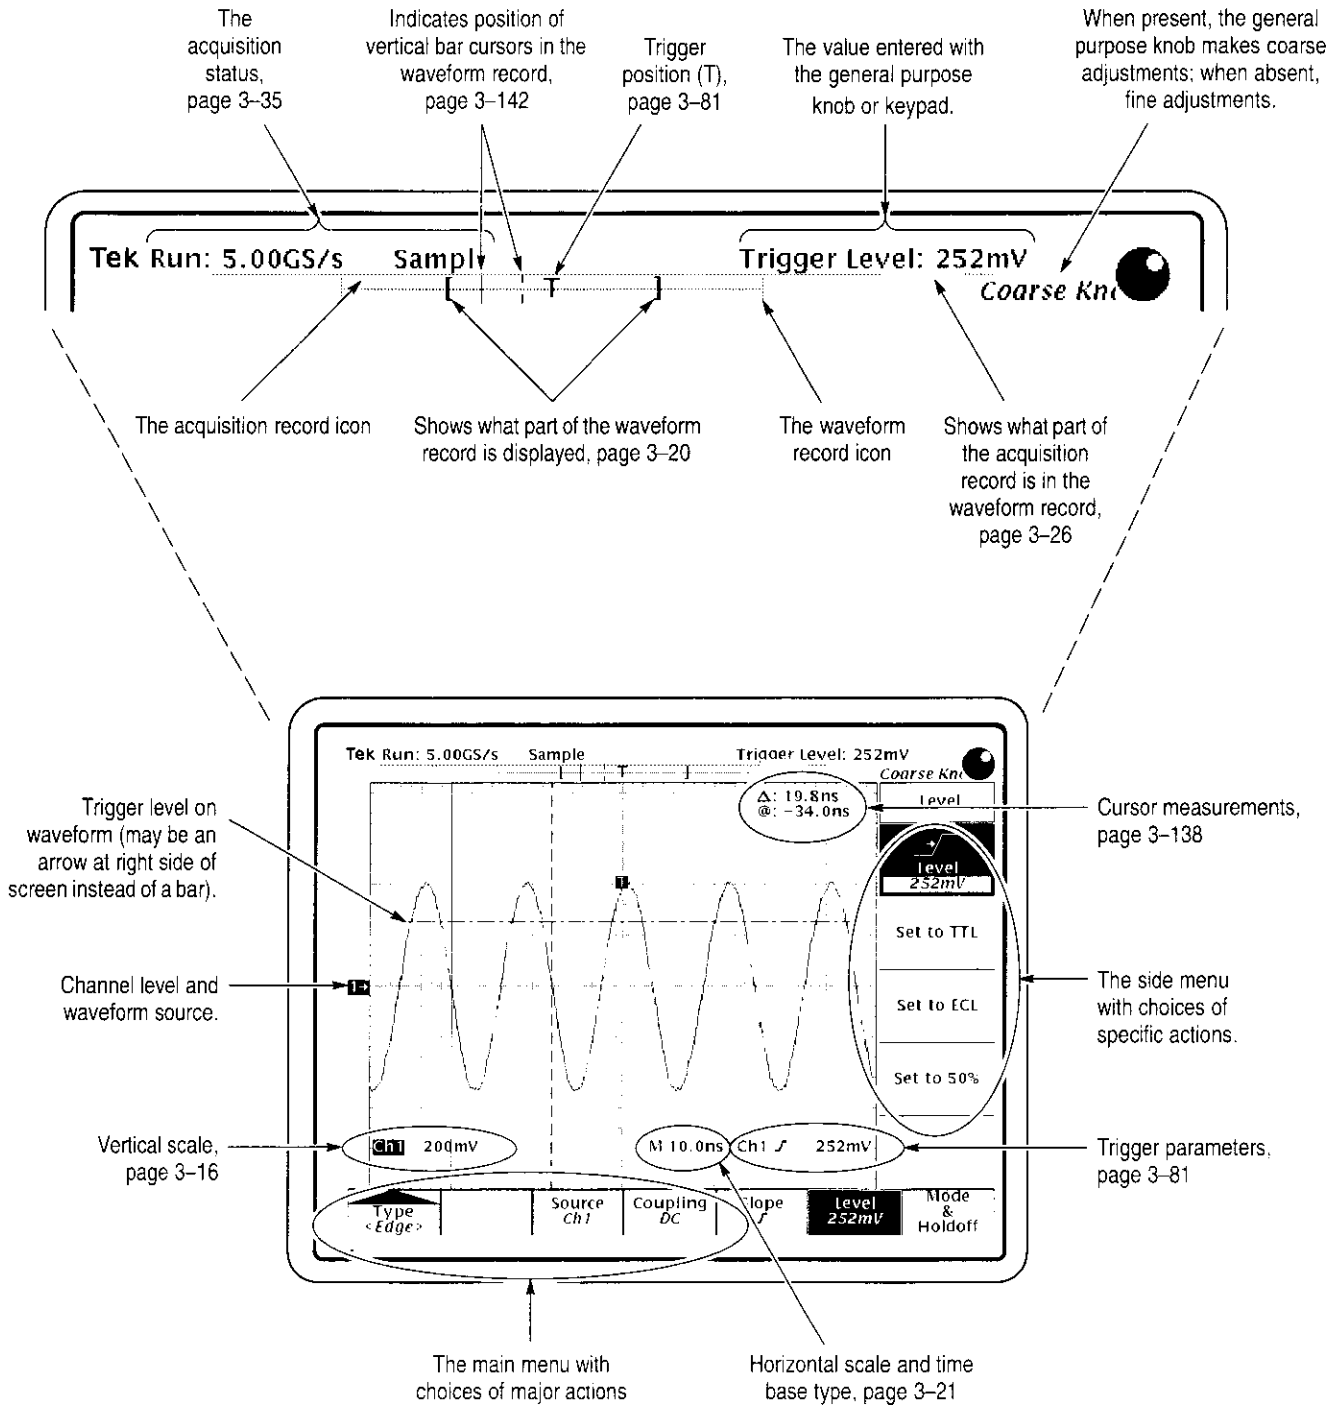 The
acquisition
status,
page 3–35
Indicates position of
vertical bar cursors in the
waveform record,
page 3–142
Trigger
position (T),
page 3–81
The value entered with
the general purpose
knob or keypad.
When present, the general
purpose knob makes coarse
adjustments; when absent,
fine adjustments.
Tek Run: 5.00GS/s Sampl
Trigger Level: 252mV
[ T ]
Coarse Kn
The acquisition record icon
Shows what part of the waveform
record is displayed, page 3–20
The waveform
record icon
Shows what part of
the acquisition
record is in the
waveform record,
page 3–26
Tek Run: 5.00GS/s Sample
Trigger Level: 252mV
[ T ]
Coarse Kn
Δ: 19.8ns
@: −34.0ns
Level
Level
252mV
Set to TTL
Set to ECL
Set to 50%
T
1→
Trigger level on
waveform (may be an
arrow at right side of
screen instead of a bar).
Channel level and
waveform source.
Vertical scale,
page 3–16
Cursor measurements,
page 3–138
The side menu
with choices of
specific actions.
Trigger parameters,
page 3–81
Ch1 200mV
M 10.0ns Ch1 ∫ 252mV
Type
<Edge>
Source
Ch1
Coupling
DC
Slope
∫
Level
252mV
Mode
&
Holdoff
The main menu with
choices of major actions
Horizontal scale and time
base type, page 3–21